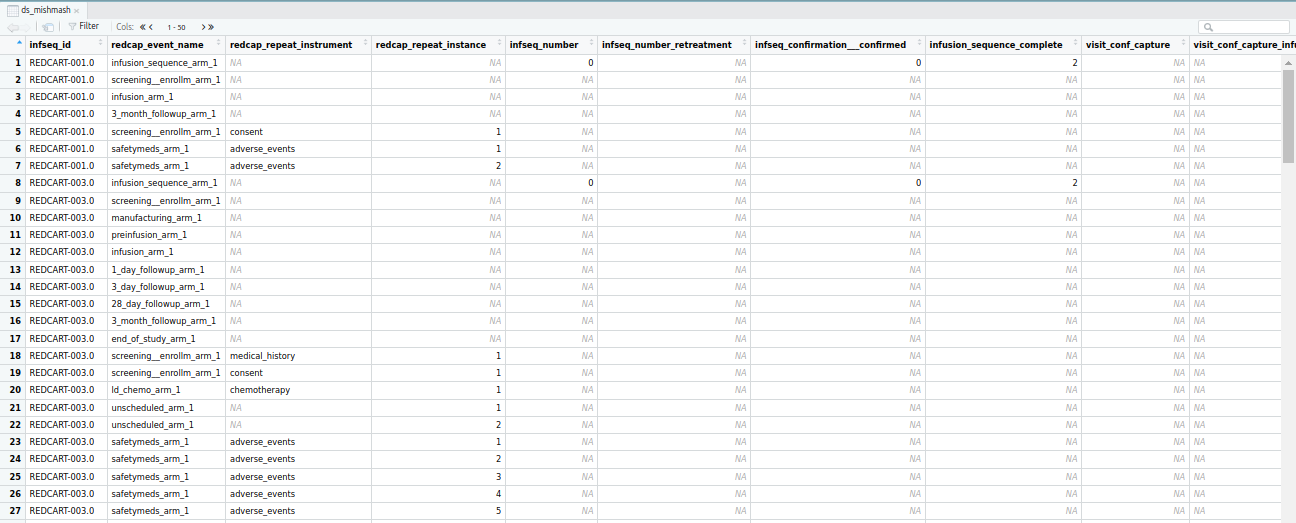 ds_mishmash
Filter Cols: 1 - 50
infseq_id redcap_event_name redcap_repeat_instrument redcap_repeat_instance infseq_number infseq_number_retreatment infseq_confirmation___confirmed infusion_sequence_complete visit_conf_capture visit_conf_capture_infu
1 REDCART-001.0 infusion_sequence_arm_1 NA NA 0 NA 0 2 NA NA
2 REDCART-001.0 screening__enrollm_arm_1 NA NA NA NA NA NA NA NA
3 REDCART-001.0 infusion_arm_1 NA NA NA NA NA NA NA NA
4 REDCART-001.0 3_month_followup_arm_1 NA NA NA NA NA NA NA NA
5 REDCART-001.0 screening__enrollm_arm_1 consent 1 NA NA NA NA NA NA
6 REDCART-001.0 safetymeds_arm_1 adverse_events 1 NA NA NA NA NA NA
7 REDCART-001.0 safetymeds_arm_1 adverse_events 2 NA NA NA NA NA NA
8 REDCART-003.0 infusion_sequence_arm_1 NA NA 0 NA 0 2 NA NA
9 REDCART-003.0 screening__enrollm_arm_1 NA NA NA NA NA NA NA NA
10 REDCART-003.0 manufacturing_arm_1 NA NA NA NA NA NA NA NA
11 REDCART-003.0 preinfusion_arm_1 NA NA NA NA NA NA NA NA
12 REDCART-003.0 infusion_arm_1 NA NA NA NA NA NA NA NA
13 REDCART-003.0 1_day_followup_arm_1 NA NA NA NA NA NA NA NA
14 REDCART-003.0 3_day_followup_arm_1 NA NA NA NA NA NA NA NA
15 REDCART-003.0 28_day_followup_arm_1 NA NA NA NA NA NA NA NA
16 REDCART-003.0 3_month_followup_arm_1 NA NA NA NA NA NA NA NA
17 REDCART-003.0 end_of_study_arm_1 NA NA NA NA NA NA NA NA
18 REDCART-003.0 screening__enrollm_arm_1 medical_history 1 NA NA NA NA NA NA
19 REDCART-003.0 screening__enrollm_arm_1 consent 1 NA NA NA NA NA NA
20 REDCART-003.0 ld_chemo_arm_1 chemotherapy 1 NA NA NA NA NA NA
21 REDCART-003.0 unscheduled_arm_1 NA 1 NA NA NA NA NA NA
22 REDCART-003.0 unscheduled_arm_1 NA 2 NA NA NA NA NA NA
23 REDCART-003.0 safetymeds_arm_1 adverse_events 1 NA NA NA NA NA NA
24 REDCART-003.0 safetymeds_arm_1 adverse_events 2 NA NA NA NA NA NA
25 REDCART-003.0 safetymeds_arm_1 adverse_events 3 NA NA NA NA NA NA
26 REDCART-003.0 safetymeds_arm_1 adverse_events 4 NA NA NA NA NA NA
27 REDCART-003.0 safetymeds_arm_1 adverse_events 5 NA NA NA NA NA NA